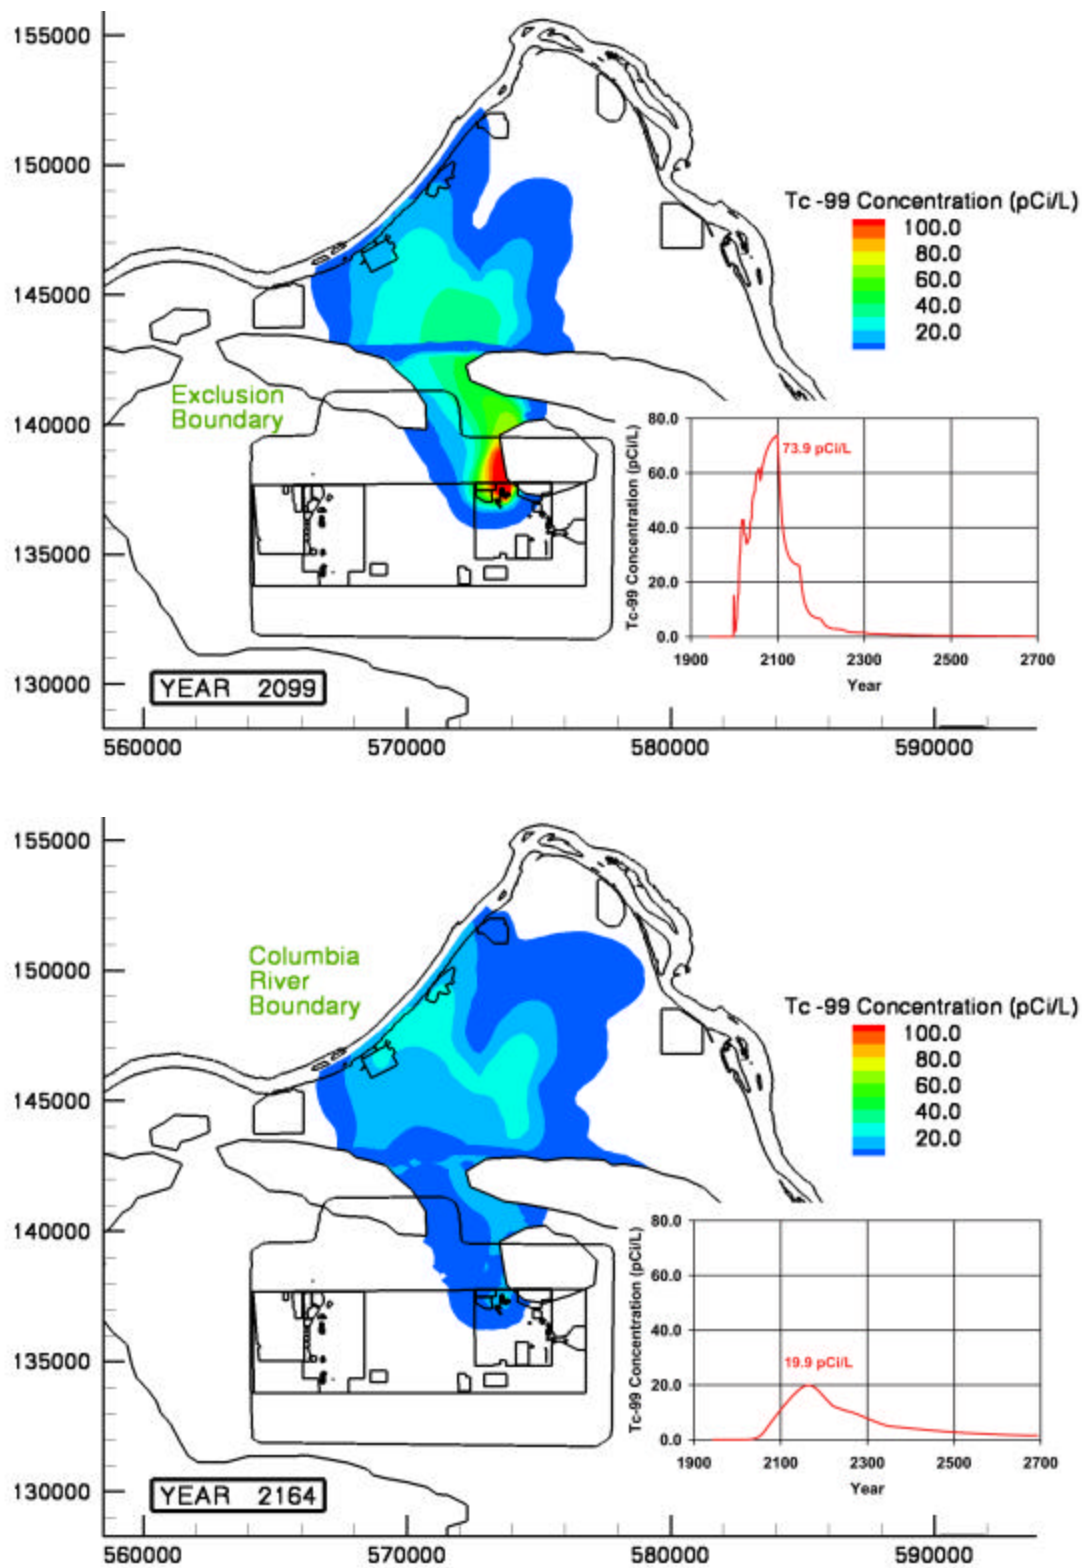 155000
150000
145000
140000
135000
130000
560000 570000 580000 590000
Tc -99 Concentration (pCi/L)
100.0
80.0
60.0
40.0
20.0
Exclusion
Boundary
YEAR 2099
Tc-99 Concentration (pCi/L)
80.0
60.0
40.0
20.0
0.0
73.9 pCi/L
1900 2100 2300 2500 2700
Year
155000
150000
145000
140000
135000
130000
560000 570000 580000 590000
Columbia
River
Boundary
Tc -99 Concentration (pCi/L)
100.0
80.0
60.0
40.0
20.0
YEAR 2164
Tc-99 Concentration (pCi/L)
80.0
60.0
40.0
20.0
0.0
19.9 pCi/L
1900 2100 2300 2500 2700
Year